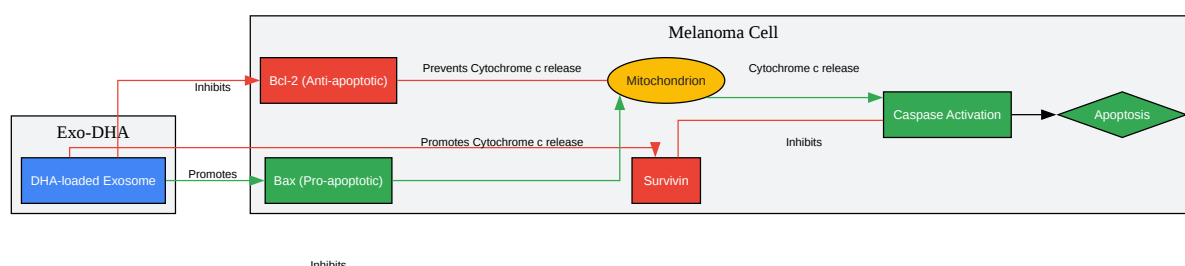 Melanoma Cell
Bcl-2 (Anti-apoptotic)
Prevents Cytochrome c release
Mitochondrion
Cytochrome c release
Inhibits
Caspase Activation
Apoptosis
Exo-DHA
Promotes Cytochrome c release
Inhibits
DHA-loaded Exosome
Promotes
Bax (Pro-apoptotic)
Survivin
Inhibits